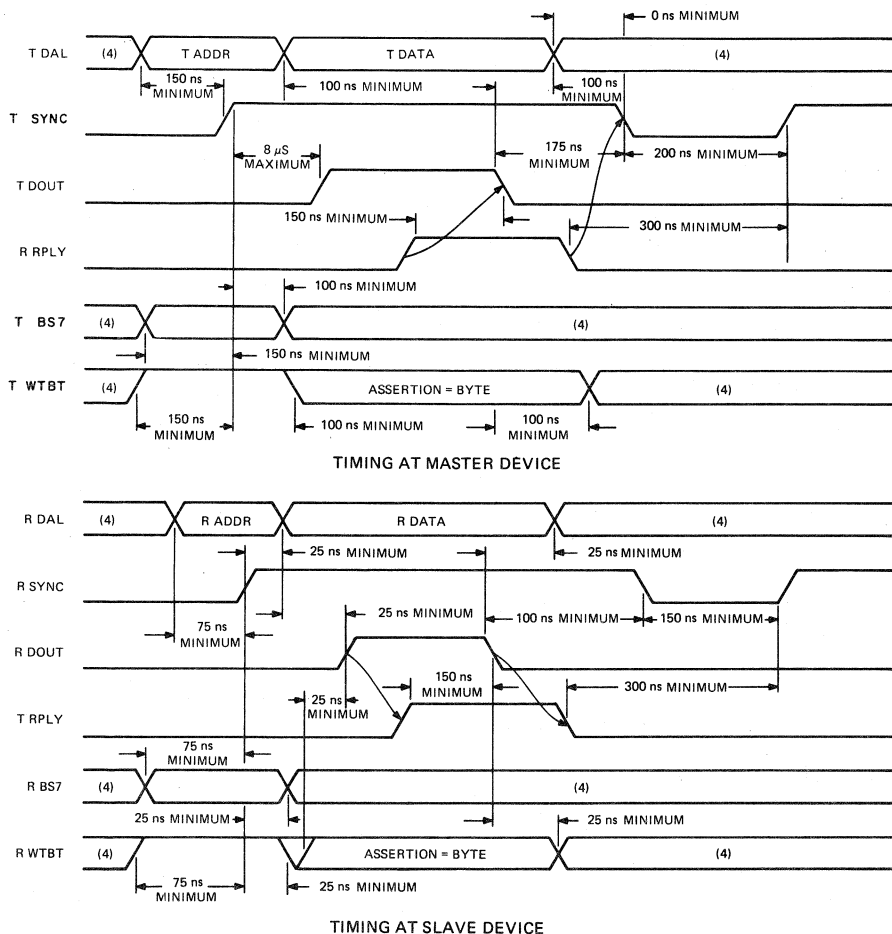 0 ns MINIMUM
T DAL (4) T ADDR T DATA (4)
150 ns
MINIMUM
100 ns MINIMUM
100 ns
MINIMUM
T SYNC
8 μS
MAXIMUM
175 ns
MINIMUM
200 ns MINIMUM
T DOUT
150 ns MINIMUM
300 ns MINIMUM
R RPLY
100 ns MINIMUM
T BS7 (4) (4)
150 ns MINIMUM
T WTBT (4) ASSERTION = BYTE (4)
150 ns
MINIMUM
100 ns MINIMUM
100 ns
MINIMUM
TIMING AT MASTER DEVICE
R DAL (4) R ADDR R DATA (4)
25 ns MINIMUM
25 ns MINIMUM
R SYNC
75 ns
MINIMUM
25 ns MINIMUM
100 ns MINIMUM
150 ns MINIMUM
R DOUT
25 ns
MINIMUM
150 ns
MINIMUM
300 ns MINIMUM
T RPLY
75 ns
MINIMUM
R BS7 (4) (4)
25 ns MINIMUM
25 ns MINIMUM
R WTBT (4) ASSERTION = BYTE (4)
75 ns
MINIMUM
25 ns MINIMUM
TIMING AT SLAVE DEVICE